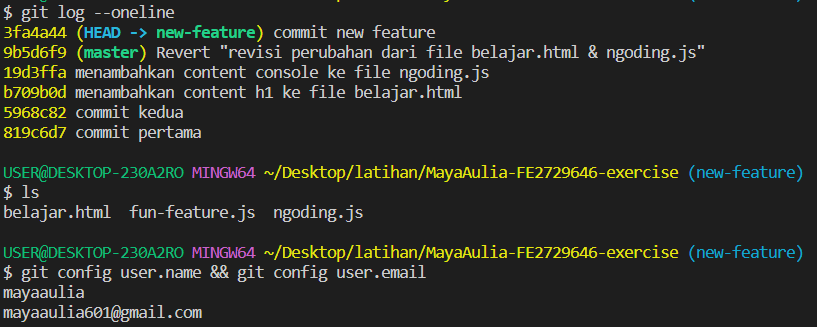 $ git log --oneline
3fa4a44 (HEAD -> new-feature) commit new feature
9b5d6f9 (master) Revert "revisi perubahan dari file belajar.html & ngoding.js"
19d3ffa menambahkan content console ke file ngoding.js
b709b0d menambahkan content h1 ke file belajar.html
5968c82 commit kedua
819c6d7 commit pertama
USER@DESKTOP-230A2RO MINGW64 ~/Desktop/latihan/MayaAulia-FE2729646-exercise (new-feature)
$ ls
belajar.html  fun-feature.js  ngoding.js
USER@DESKTOP-230A2RO MINGW64 ~/Desktop/latihan/MayaAulia-FE2729646-exercise (new-feature)
$ git config user.name && git config user.email
mayaaulia
mayaaulia601@gmail.com